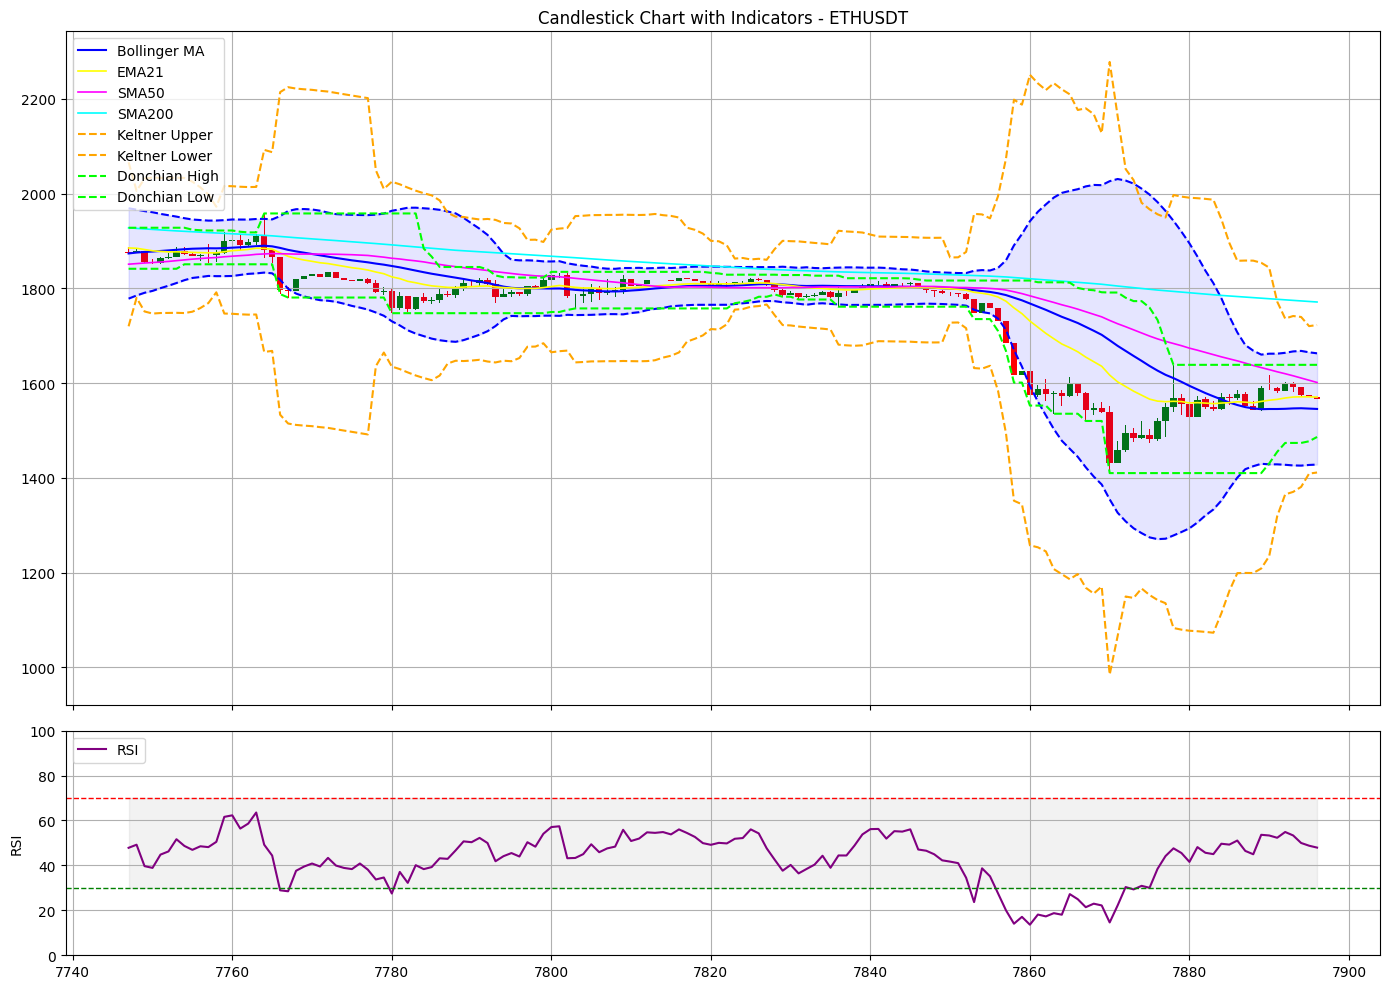 Candlestick Chart with Indicators - ETHUSDT
Bollinger MA
EMA21
SMA50
SMA200
Keltner Upper
Keltner Lower
Donchian High
Donchian Low
2200
2000
1800
1600
1400
1200
1000
RSI
100
80
60
40
20
0
RSI
7740
7760
7780
7800
7820
7840
7860
7880
7900